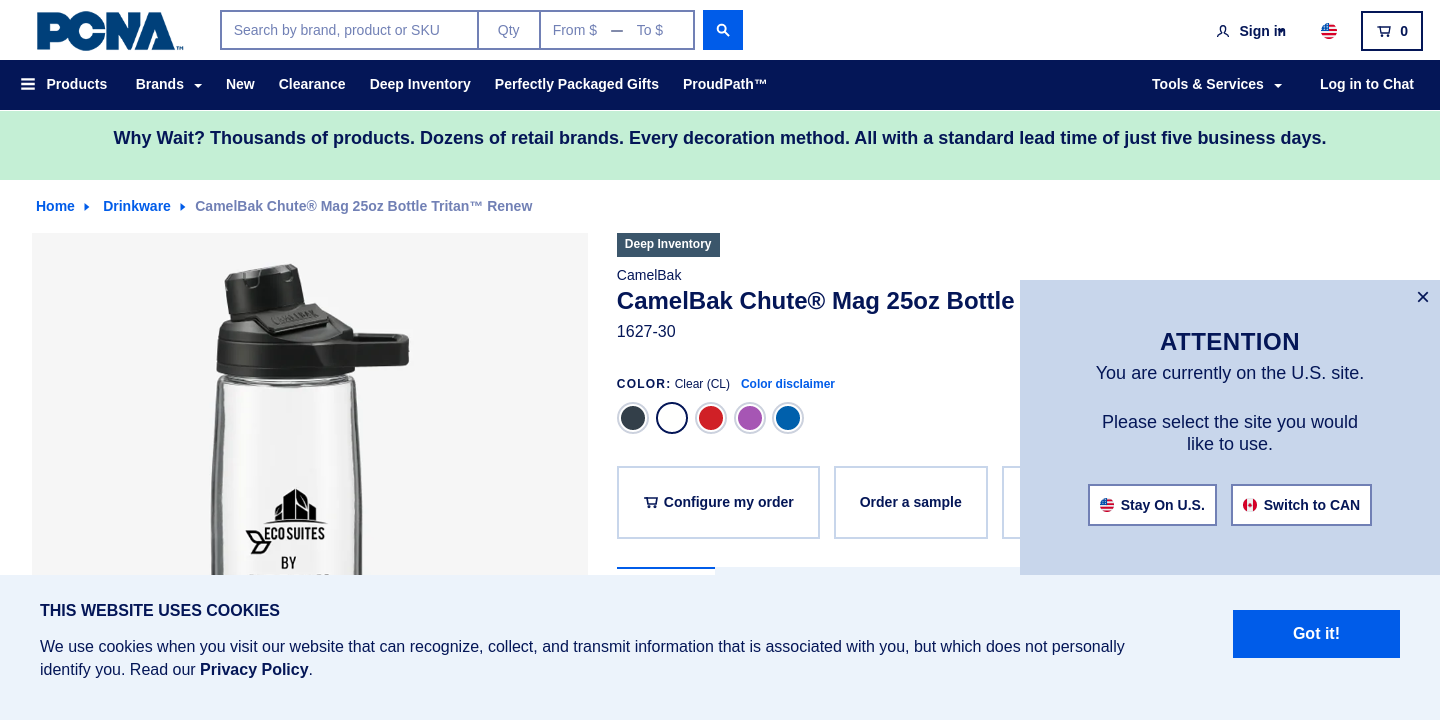 PCNA™
Search by brand, product or SKU
Qty
From $ — To $
Sign in
0
Products
Brands
New
Clearance
Deep Inventory
Perfectly Packaged Gifts
ProudPath™
Tools & Services
Log in to Chat
Why Wait? Thousands of products. Dozens of retail brands. Every decoration method. All with a standard lead time of just five business days.
Home
Drinkware
CamelBak Chute® Mag 25oz Bottle Tritan™ Renew
Deep Inventory
CamelBak
CamelBak Chute® Mag 25oz Bottle
1627-30
COLOR: Clear (CL) Color disclaimer
Configure my order
Order a sample
ECO SUITES
BY
×
ATTENTION
You are currently on the U.S. site.
Please select the site you would
like to use.
Stay On U.S.
Switch to CAN
THIS WEBSITE USES COOKIES
We use cookies when you visit our website that can recognize, collect, and transmit information that is associated with you, but which does not personally
identify you. Read our Privacy Policy.
Got it!